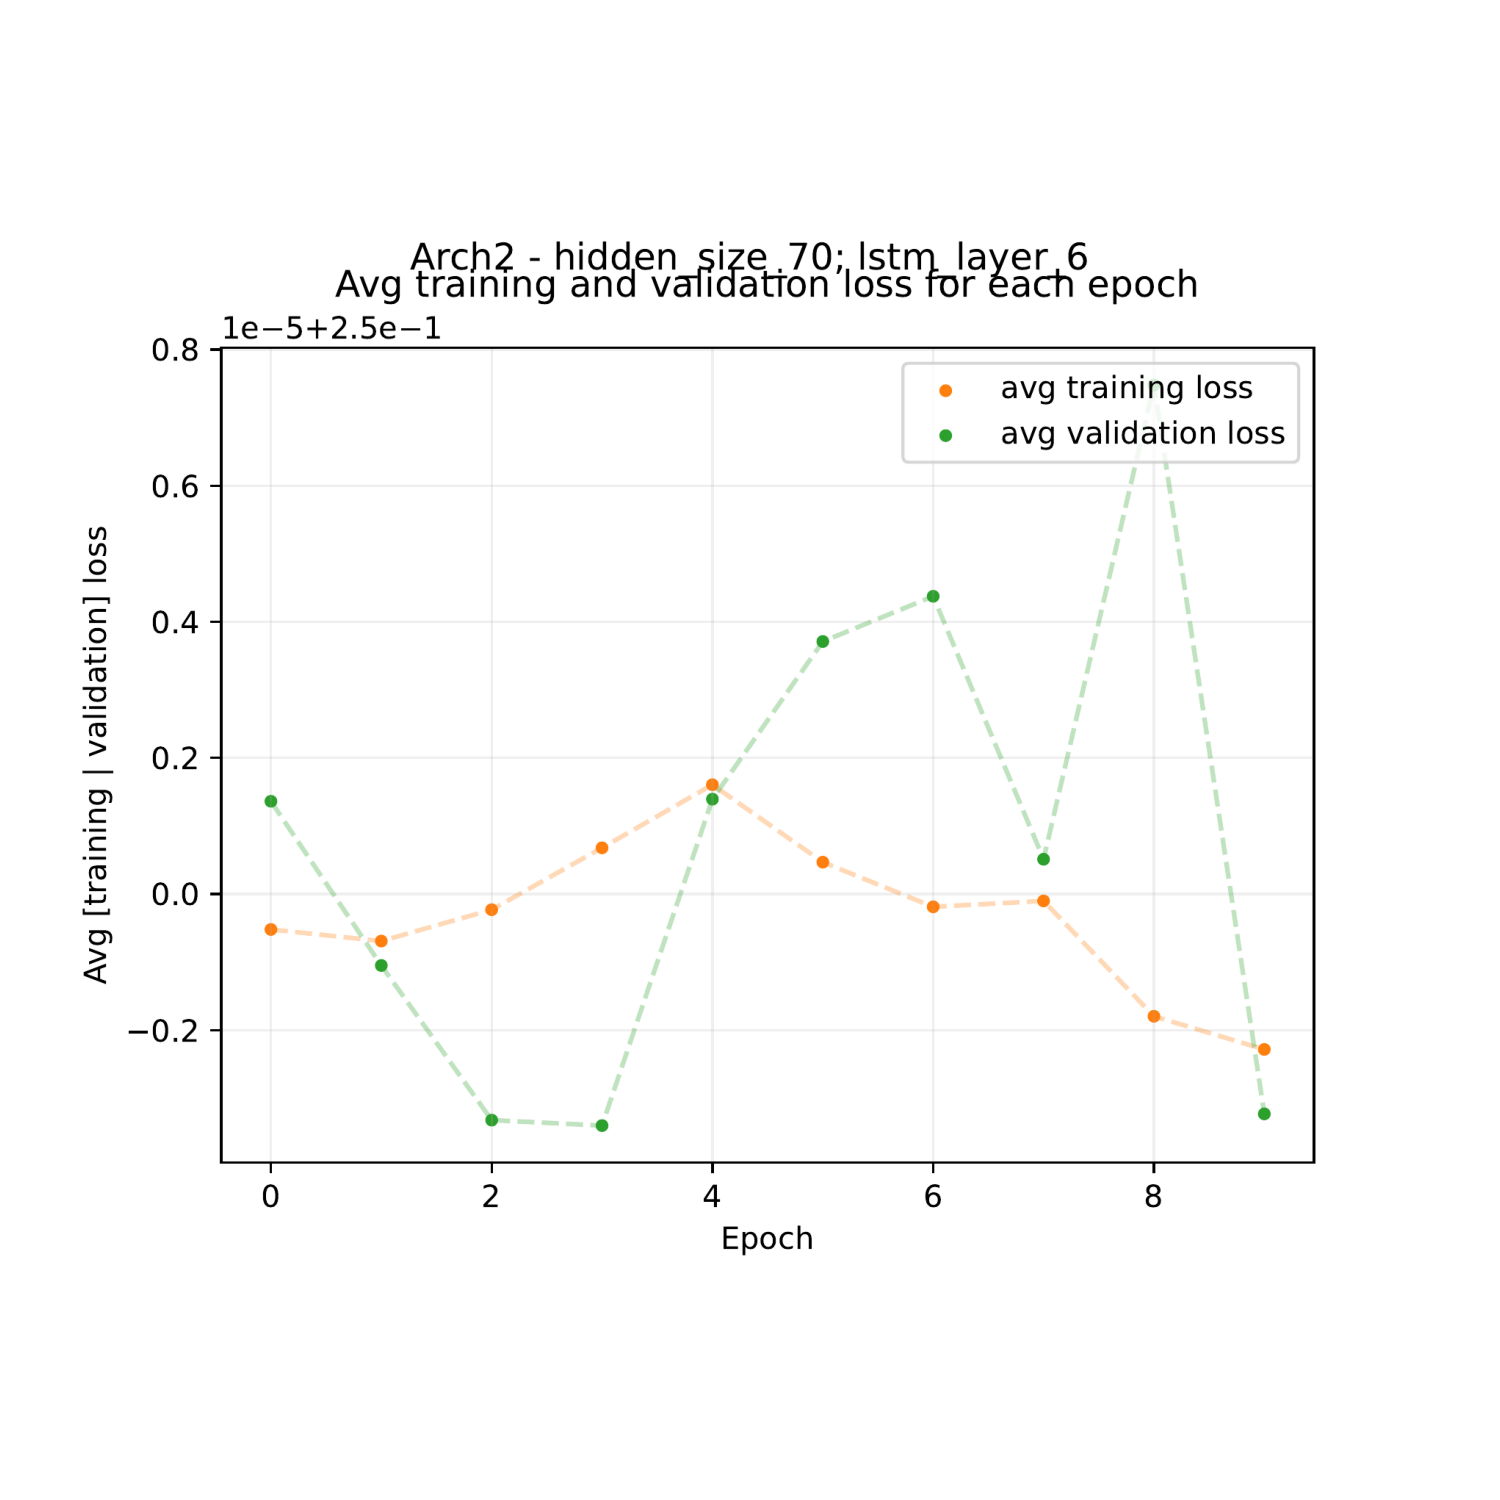 Arch2 - hidden_size_70; lstm_layer_6
Avg training and validation loss for each epoch
1e−5+2.5e−1
0.8
0.6
0.4
0.2
0.0
−0.2
Avg [training | validation] loss
avg training loss
avg validation loss
0 2 4 6 8
Epoch